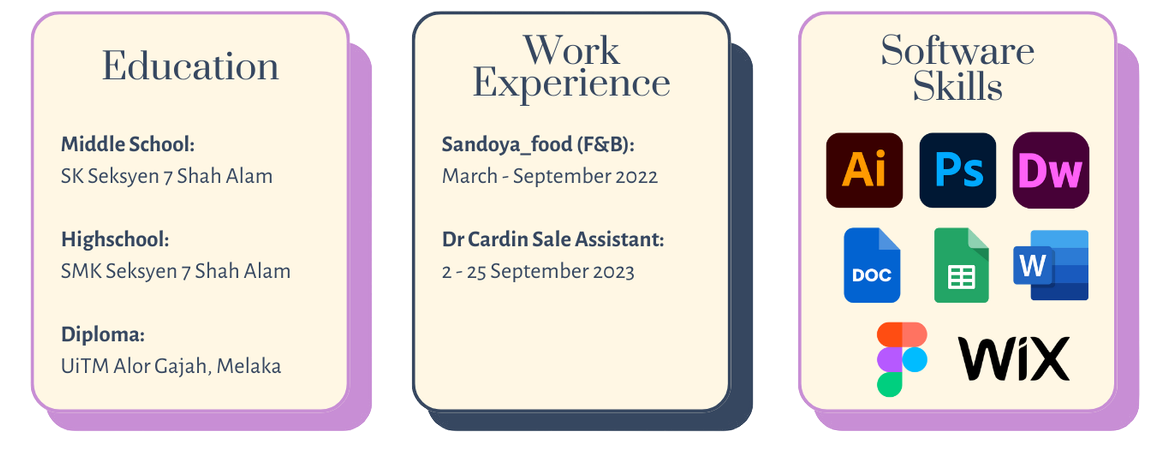 Education
Middle School:
SK Seksyen 7 Shah Alam
Highschool:
SMK Seksyen 7 Shah Alam
Diploma:
UiTM Alor Gajah, Melaka
Work
Experience
Sandoya_food (F&B):
March - September 2022
Dr Cardin Sale Assistant:
2 - 25 September 2023
Software
Skills
Ai Ps Dw
DOC W
WiX